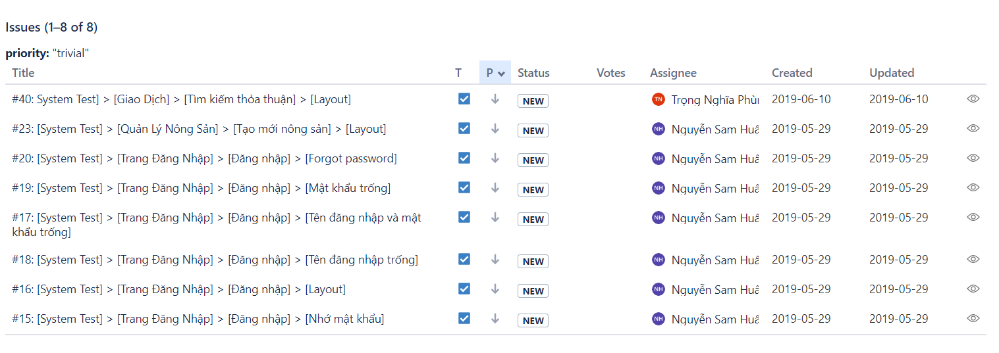 Issues (1–8 of 8)
priority: "trivial"
Title T P Status Votes Assignee Created Updated
#40: System Test] > [Giao Dịch] > [Tìm kiếm thỏa thuận] > [Layout] NEW TN Trọng Nghĩa 2019-06-10 2019-06-10
#23: [System Test] > [Quản Lý Nông Sản] > [Tạo mới nông sản] > [Layout] NEW NH Nguyễn Sam 2019-05-29 2019-05-29
#20: [System Test] > [Trang Đăng Nhập] > [Đăng nhập] > [Forgot password] NEW NH Nguyễn Sam 2019-05-29 2019-05-29
#19: [System Test] > [Trang Đăng Nhập] > [Đăng nhập] > [Mật khẩu trống] NEW NH Nguyễn Sam 2019-05-29 2019-05-29
#17: [System Test] > [Trang Đăng Nhập] > [Đăng nhập] > [Tên đăng nhập và mật NEW NH Nguyễn Sam 2019-05-29 2019-05-29
khẩu trống]
#18: [System Test] > [Trang Đăng Nhập] > [Đăng nhập] > [Tên đăng nhập trống] NEW NH Nguyễn Sam 2019-05-29 2019-05-29
#16: [System Test] > [Trang Đăng Nhập] > [Đăng nhập] > [Layout] NEW NH Nguyễn Sam 2019-05-29 2019-05-29
#15: [System Test] > [Trang Đăng Nhập] > [Đăng nhập] > [Nhớ mật khẩu] NEW NH Nguyễn Sam 2019-05-29 2019-05-29